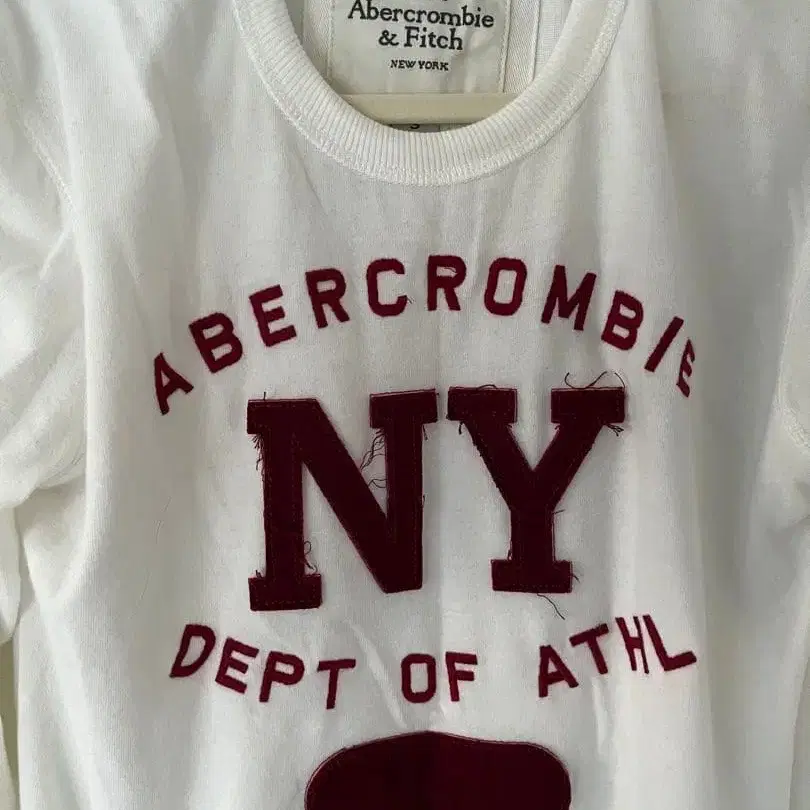 Abercrombie
& Fitch
NEW YORK
S
ABERCROMBIE
NY
DEPT OF ATHL